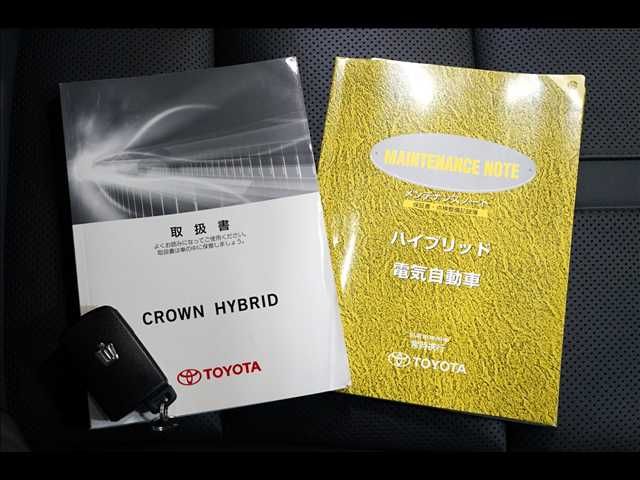 取扱書
よくお読みになってご使用ください。
取扱書は車の中に保管しましょう。
CROWN HYBRID
TOYOTA
MAINTENANCE NOTE
メンテナンスノート
ハイブリッド
電気自動車
TOYOTA